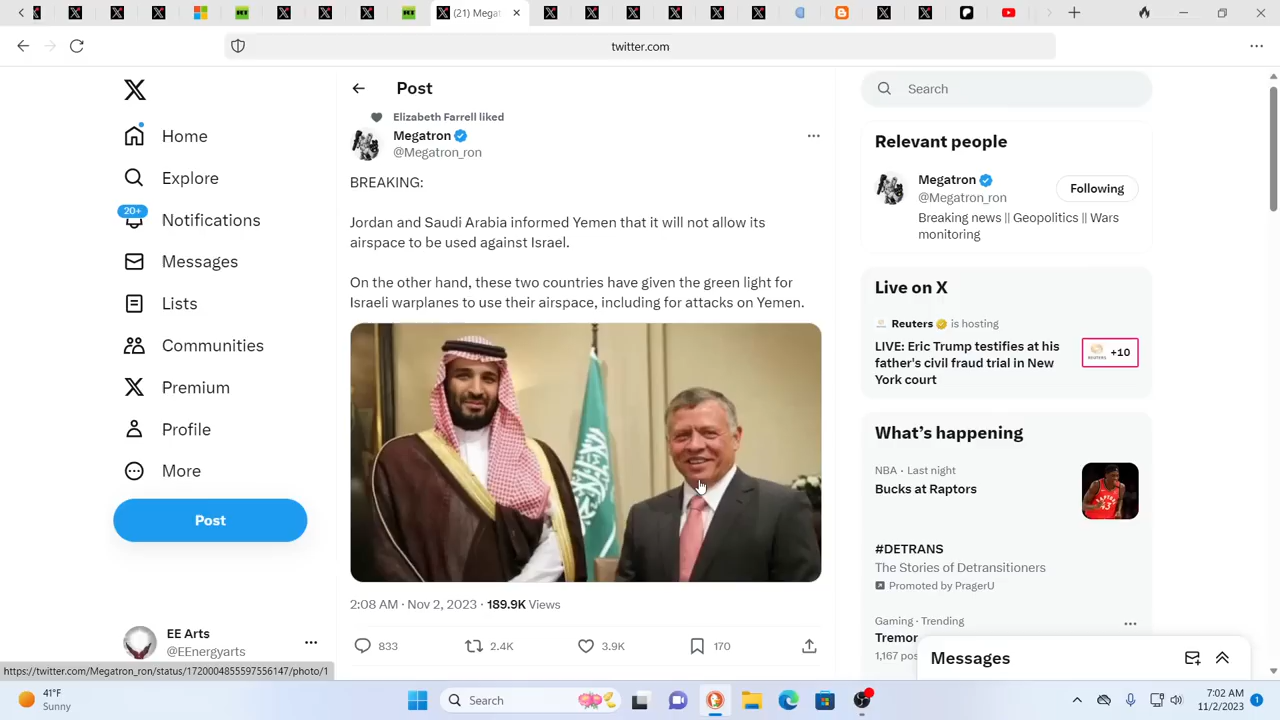 (21) Megat
twitter.com
Home
Explore
20+
Notifications
Messages
Lists
Communities
Premium
Profile
More
Post
EE Arts
@EEnergyarts
Post
Elizabeth Farrell liked
Megatron
@Megatron_ron
BREAKING:
Jordan and Saudi Arabia informed Yemen that it will not allow its
airspace to be used against Israel.
On the other hand, these two countries have given the green light for
Israeli warplanes to use their airspace, including for attacks on Yemen.
2:08 AM · Nov 2, 2023 · 189.9K Views
833
2.4K
3.9K
170
Search
Relevant people
Megatron
@Megatron_ron
Following
Breaking news || Geopolitics || Wars
monitoring
Live on X
Reuters is hosting
LIVE: Eric Trump testifies at his
father's civil fraud trial in New
York court
REUTERS
+10
What's happening
NBA · Last night
Bucks at Raptors
#DETRANS
The Stories of Detransitioners
Promoted by PragerU
Gaming · Trending
Tremor
1,167 pos
Messages
https://twitter.com/Megatron_ron/status/1720004855597556147/photo/1
41°F
Sunny
Search
7:02 AM
11/2/2023
1